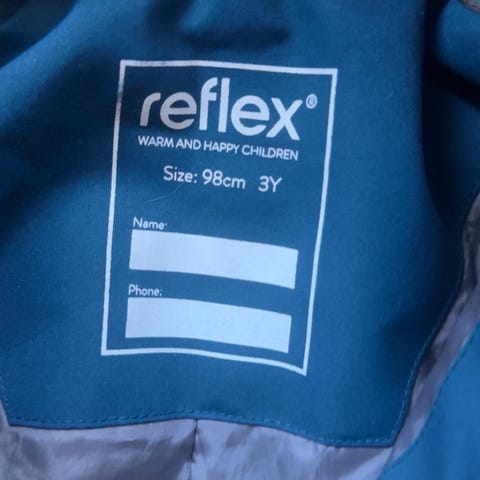 reflex®
WARM AND HAPPY CHILDREN
Size: 98cm 3Y
Name:
Phone: